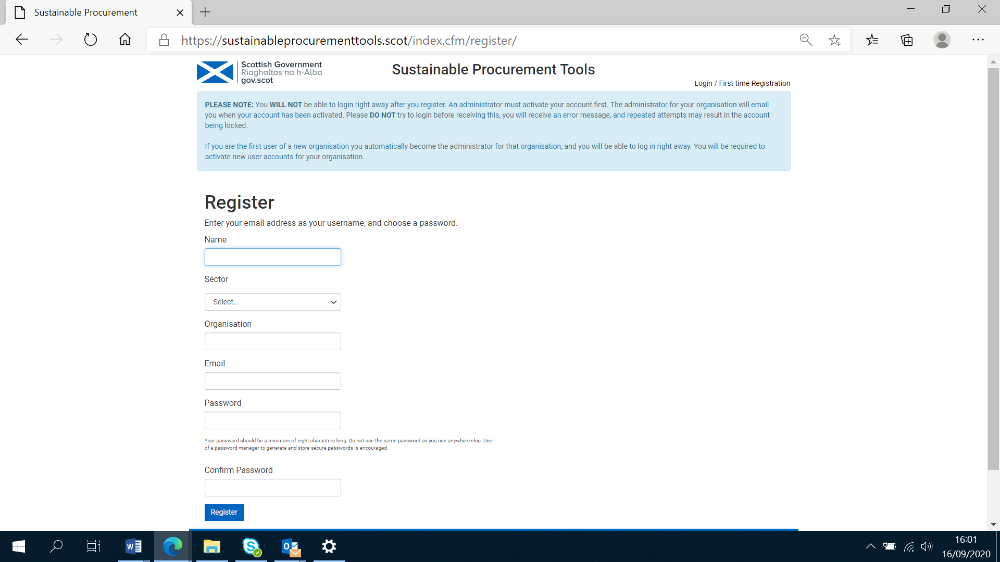 Sustainable Procurement
https://sustainableprocurementtools.scot/index.cfm/register/
Scottish Government
Riaghaltas na h-Alba
gov.scot
Sustainable Procurement Tools
Login / First time Registration
PLEASE NOTE: You WILL NOT be able to login right away after you register. An administrator must activate your account first. The administrator for your organisation will email
you when your account has been activated. Please DO NOT try to login before receiving this, you will receive an error message, and repeated attempts may result in the account
being locked.
If you are the first user of a new organisation you automatically become the administrator for that organisation, and you will be able to log in right away. You will be required to
activate new user accounts for your organisation.
Register
Enter your email address as your username, and choose a password.
Name
Sector
Select...
Organisation
Email
Password
Your password should be a minimum of eight characters long. Do not use the same password as you use anywhere else. Use
of a password manager to generate and store secure passwords is encouraged.
Confirm Password
Register
16:01
16/09/2020